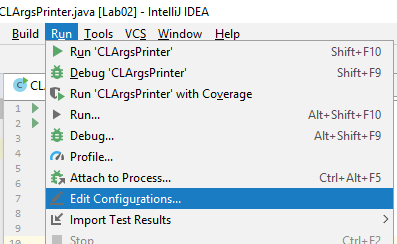 CLArgsPrinter.java [Lab02] - IntelliJ IDEA
Build Run Tools VCS Window Help
CL
Run 'CLArgsPrinter' Shift+F10
Debug 'CLArgsPrinter' Shift+F9
Run 'CLArgsPrinter' with Coverage
1 Run... Alt+Shift+F10
2 Debug... Alt+Shift+F9
3
4 Profile...
5 Attach to Process... Ctrl+Alt+F5
6
7 Edit Configurations...
8 Import Test Results
9
10 Stop Ctrl+F2